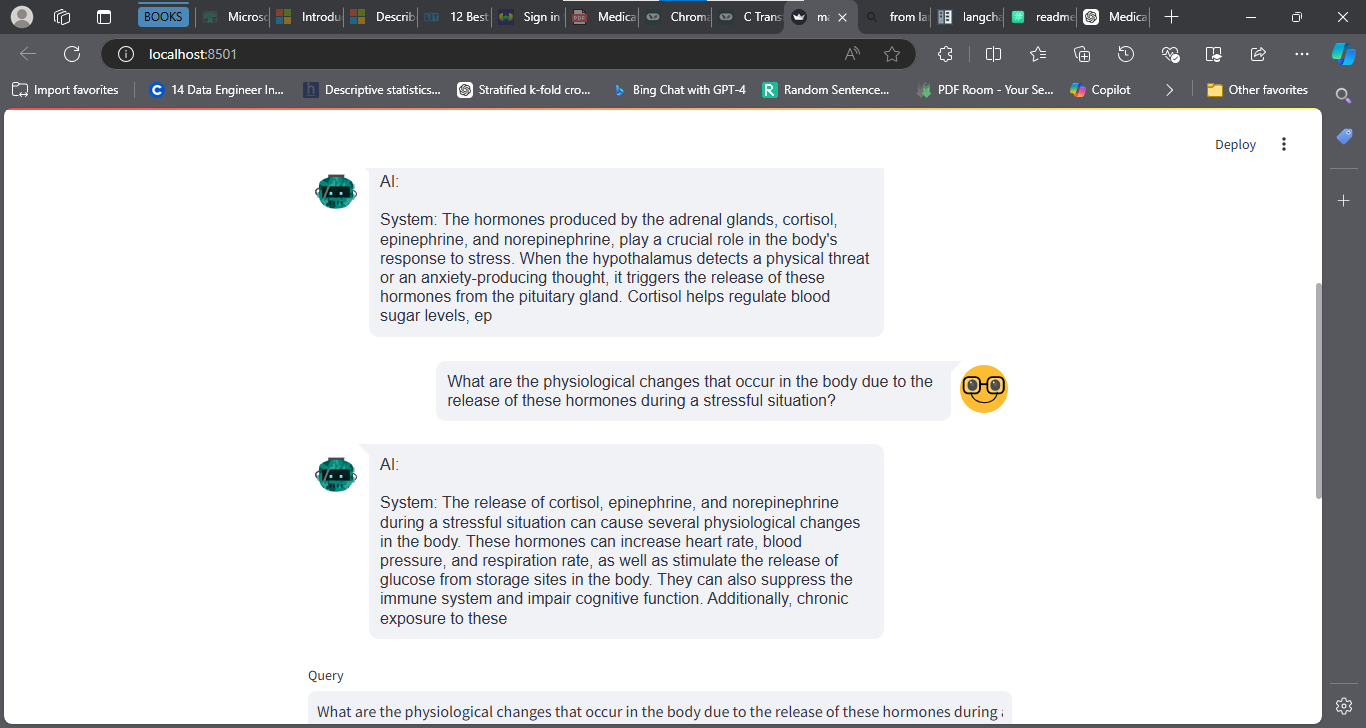 BOOKS
Microso
Introdu
Describ
12 Best
Sign in
Medica
Chroma
C Trans
ma
from la
langcha
readme
Medica
localhost:8501
Import favorites
14 Data Engineer In...
Descriptive statistics...
Stratified k-fold cro...
Bing Chat with GPT-4
Random Sentence...
PDF Room - Your Se...
Copilot
Other favorites
Deploy
AI:
System: The hormones produced by the adrenal glands, cortisol,
epinephrine, and norepinephrine, play a crucial role in the body's
response to stress. When the hypothalamus detects a physical threat
or an anxiety-producing thought, it triggers the release of these
hormones from the pituitary gland. Cortisol helps regulate blood
sugar levels, ep
What are the physiological changes that occur in the body due to the
release of these hormones during a stressful situation?
AI:
System: The release of cortisol, epinephrine, and norepinephrine
during a stressful situation can cause several physiological changes
in the body. These hormones can increase heart rate, blood
pressure, and respiration rate, as well as stimulate the release of
glucose from storage sites in the body. They can also suppress the
immune system and impair cognitive function. Additionally, chronic
exposure to these
Query
What are the physiological changes that occur in the body due to the release of these hormones during